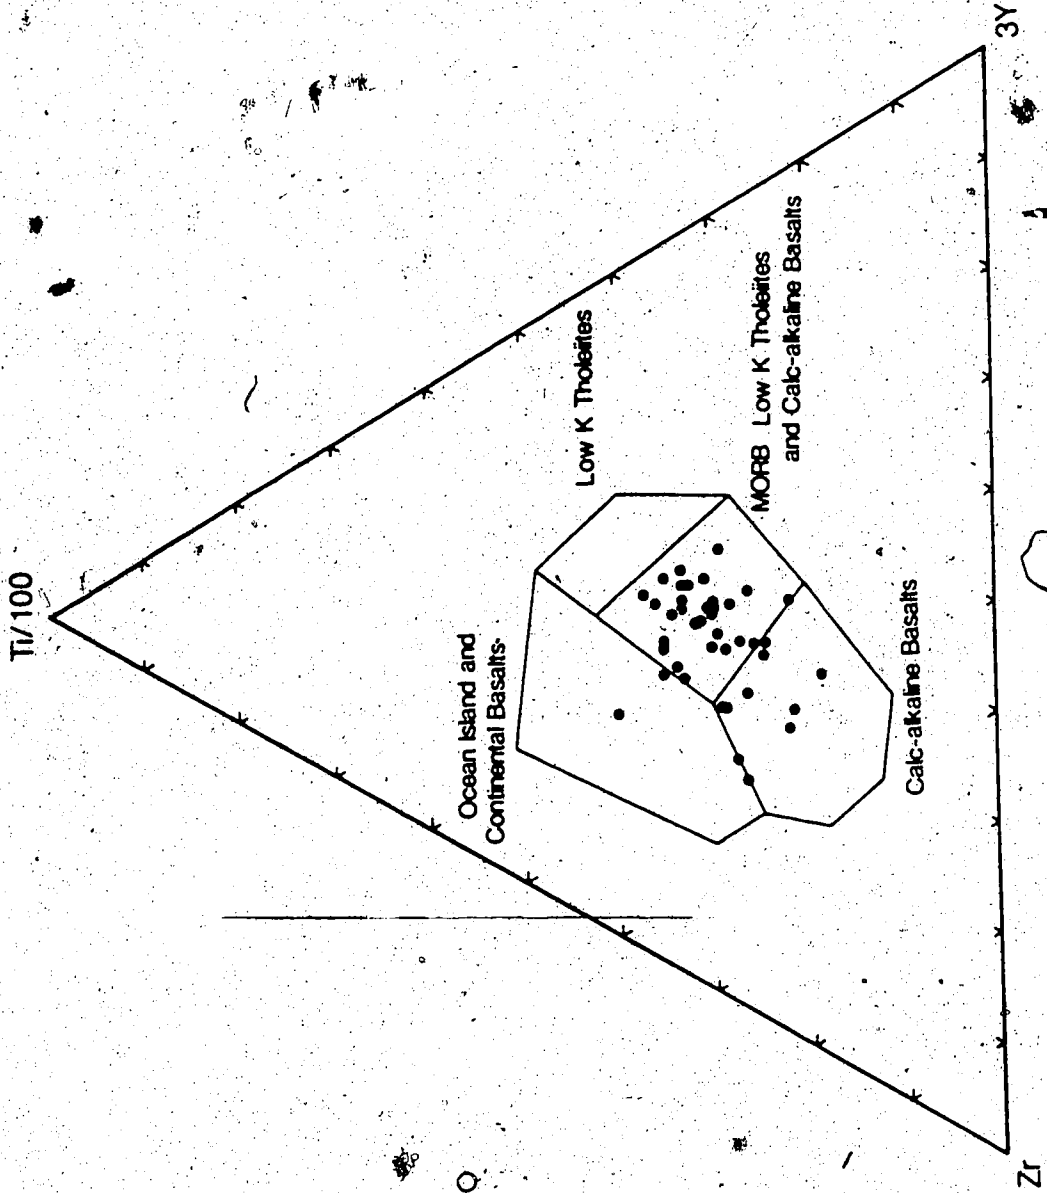 Ti/100
Low K Tholeiites
MORB Low K Tholeiites
and Calc-alkaline Basalts
Ocean Island and
Continental Basalts
Calc-alkaline Basalts
Zr
3Y